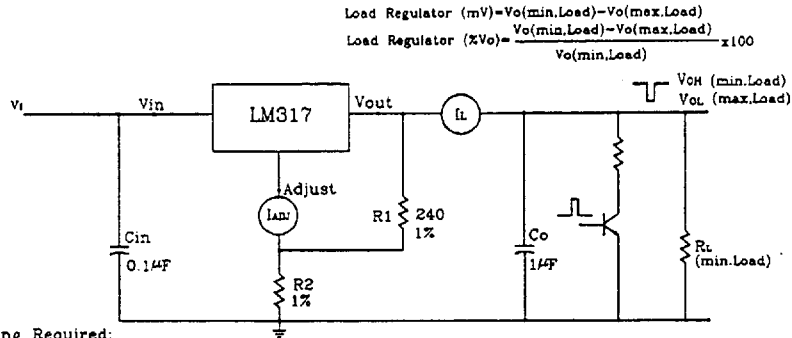 Load Regulator (mV)=Vo(min,Load)-Vo(max,Load)
Load Regulator (%Vo)=Vo(min,Load)-Vo(max,Load)
x100
Vo(min,Load)
VOH (min.Load)
VOL (max,Load)
VI
Vin
LM317
Vout
IL
Adjust
IADJ
R1
240
1%
Cin
0.1µF
R2
1%
Co
1µF
RL
(min.Load)
Required: